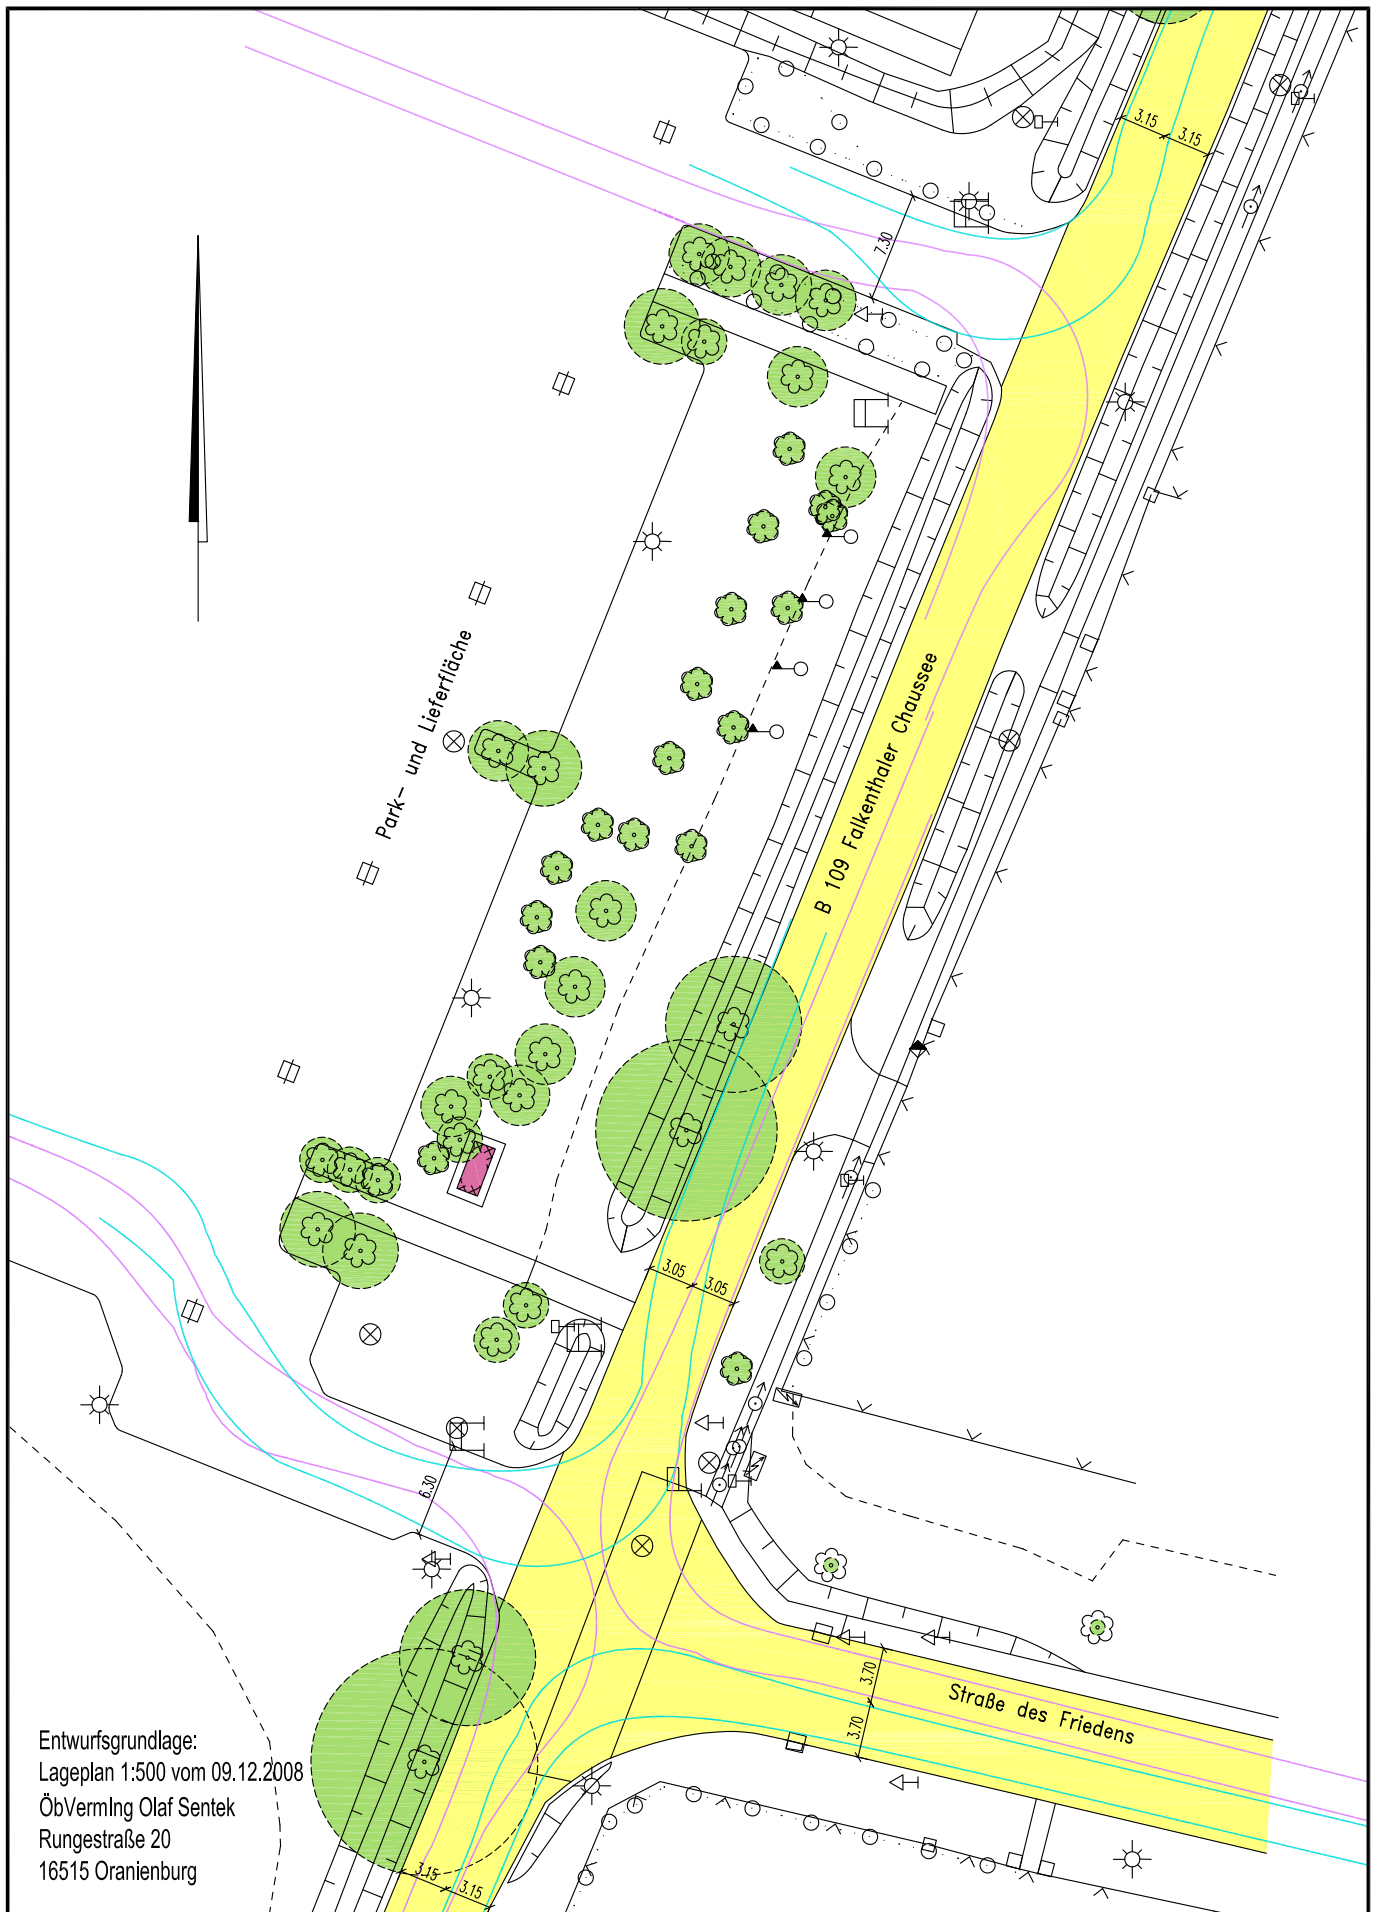 3.15
3.15
7.30
Park- und Lieferfläche
B 109 Falkenthaler Chaussee
3.05
3.05
6.30
3.70
3.70
Straße des Friedens
Entwurfsgrundlage:
Lageplan 1:500 vom 09.12.2008
ÖbVermIng Olaf Sentek
Rungestraße 20
16515 Oranienburg
3.15
3.15